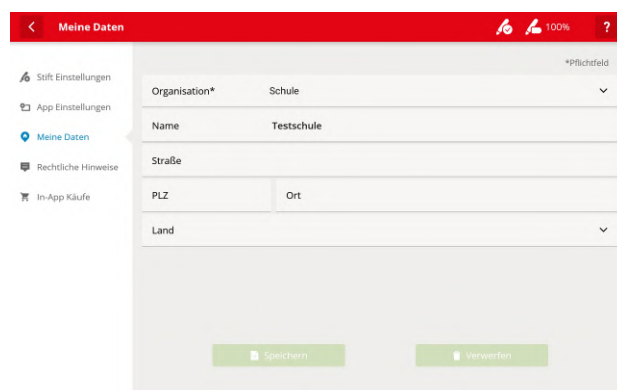 Meine Daten
100%
?
*Pflichtfeld
Stift Einstellungen
App Einstellungen
Meine Daten
Rechtliche Hinweise
In-App Käufe
Organisation* Schule
Name Testschule
Straße
PLZ Ort
Land
Speichern Verwerfen